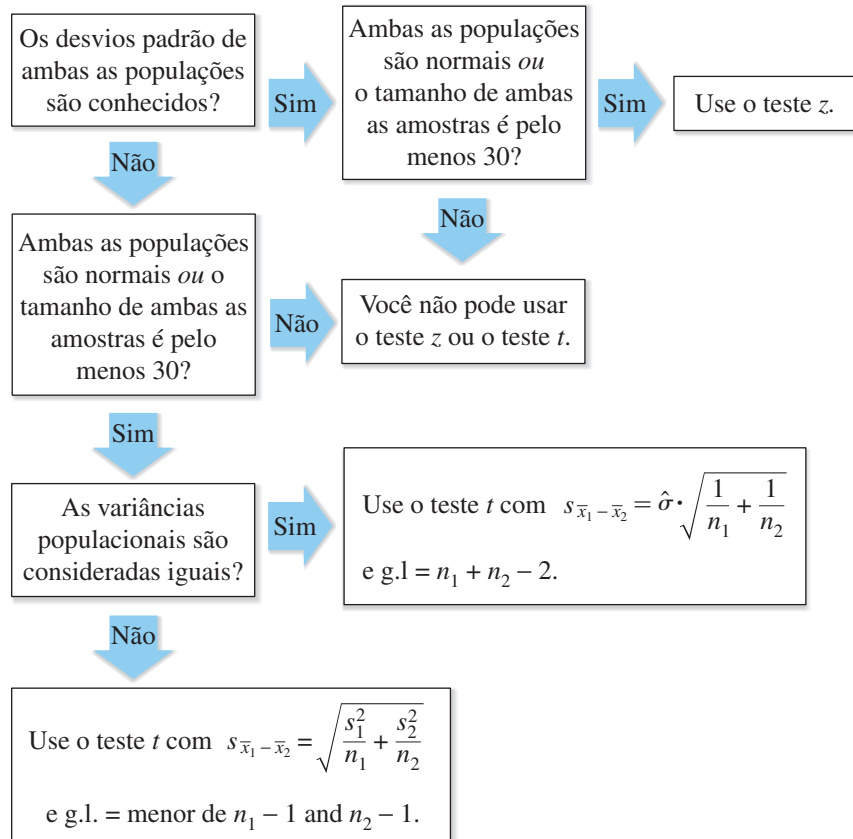 Os desvios padrão de
ambas as populações
são conhecidos?
Sim
Ambas as populações
são normais ou
o tamanho de ambas
as amostras é pelo
menos 30?
Sim
Use o teste z.
Não
Não
Ambas as populações
são normais ou o
tamanho de ambas as
amostras é pelo
menos 30?
Não
Você não pode usar
o teste z ou o teste t.
Sim
As variâncias
populacionais são
consideradas iguais?
Sim
Use o teste t com s_{x̄₁ − x̄₂} = σ̂ · √(1/n₁ + 1/n₂)
e g.l = n₁ + n₂ − 2.
Não
Use o teste t com s_{x̄₁ − x̄₂} = √(s₁²/n₁ + s₂²/n₂)
e g.l. = menor de n₁ − 1 and n₂ − 1.